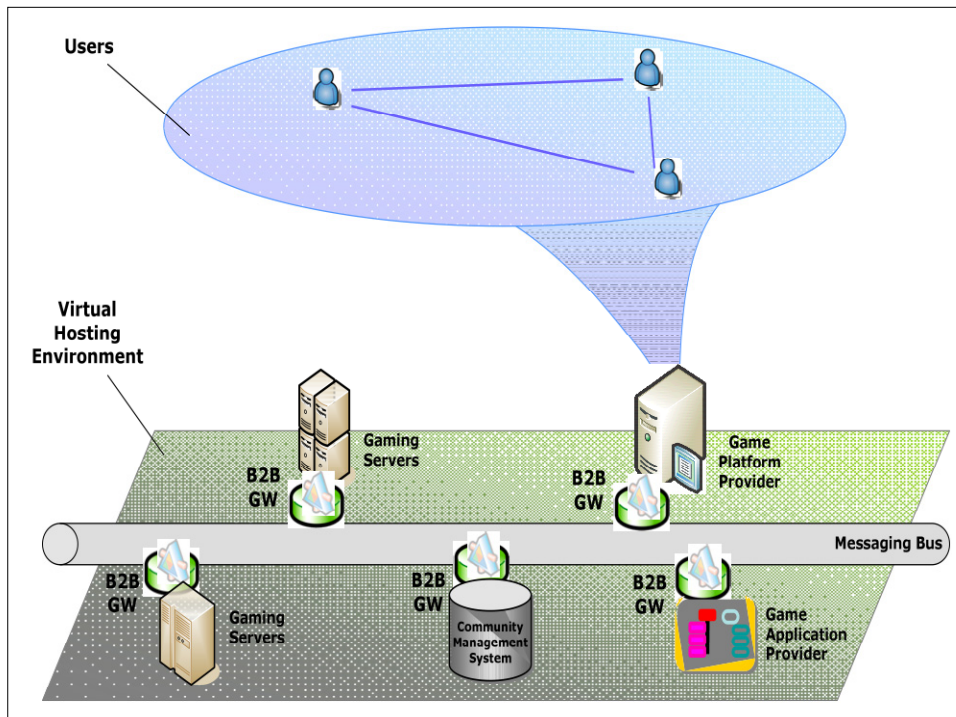 Users
Virtual
Hosting
Environment
Gaming
Servers
Game
Platform
Provider
B2B
GW
B2B
GW
Messaging Bus
B2B
GW
B2B
GW
B2B
GW
Gaming
Servers
Community
Management
System
Game
Application
Provider